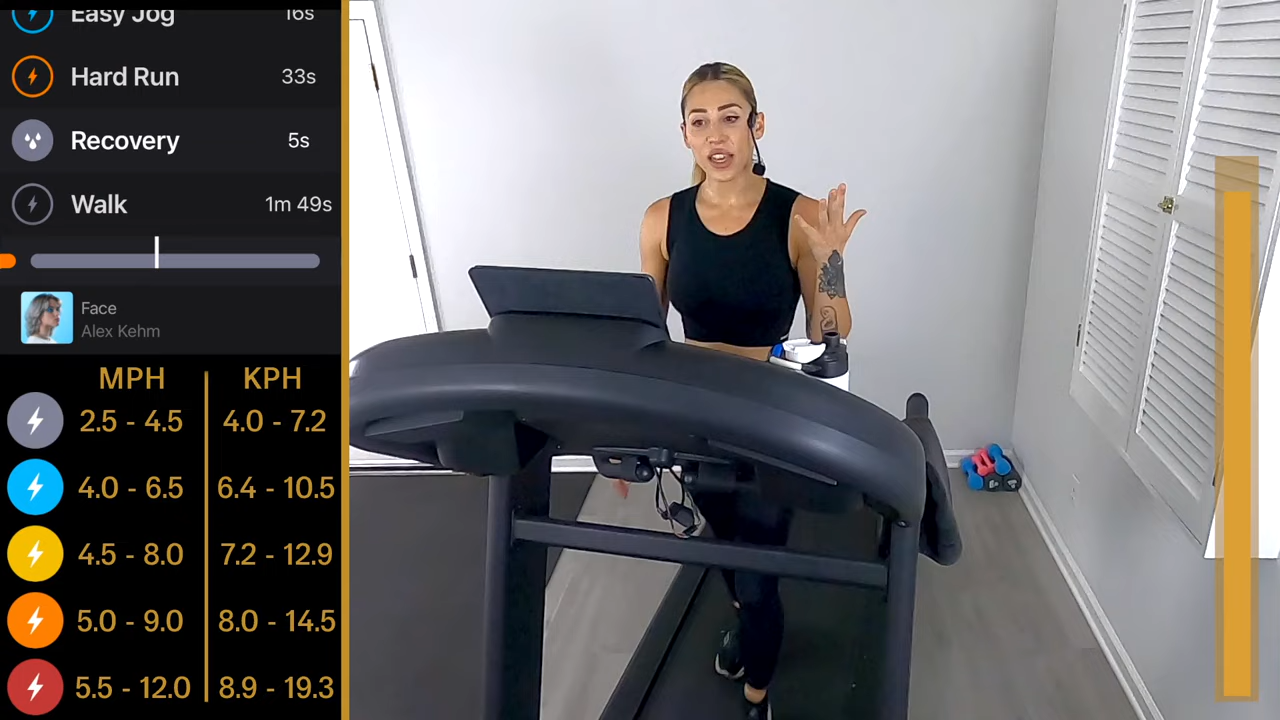 Easy Jog 16s
Hard Run 33s
Recovery 5s
Walk 1m 49s
Face
Alex Kehm
MPH KPH
2.5 - 4.5 4.0 - 7.2
4.0 - 6.5 6.4 - 10.5
4.5 - 8.0 7.2 - 12.9
5.0 - 9.0 8.0 - 14.5
5.5 - 12.0 8.9 - 19.3